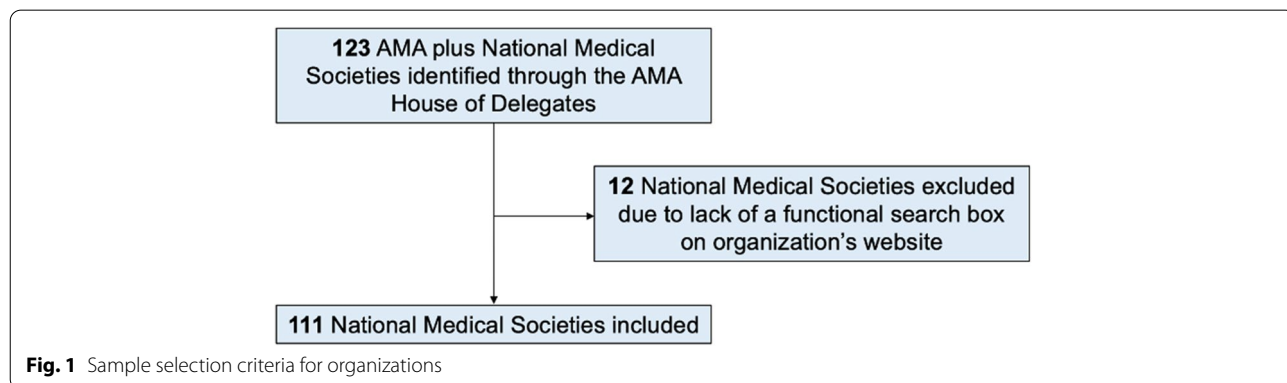 123 AMA plus National Medical
Societies identified through the AMA
House of Delegates
12 National Medical Societies excluded
due to lack of a functional search box
on organization's website
111 National Medical Societies included
Fig. 1 Sample selection criteria for organizations